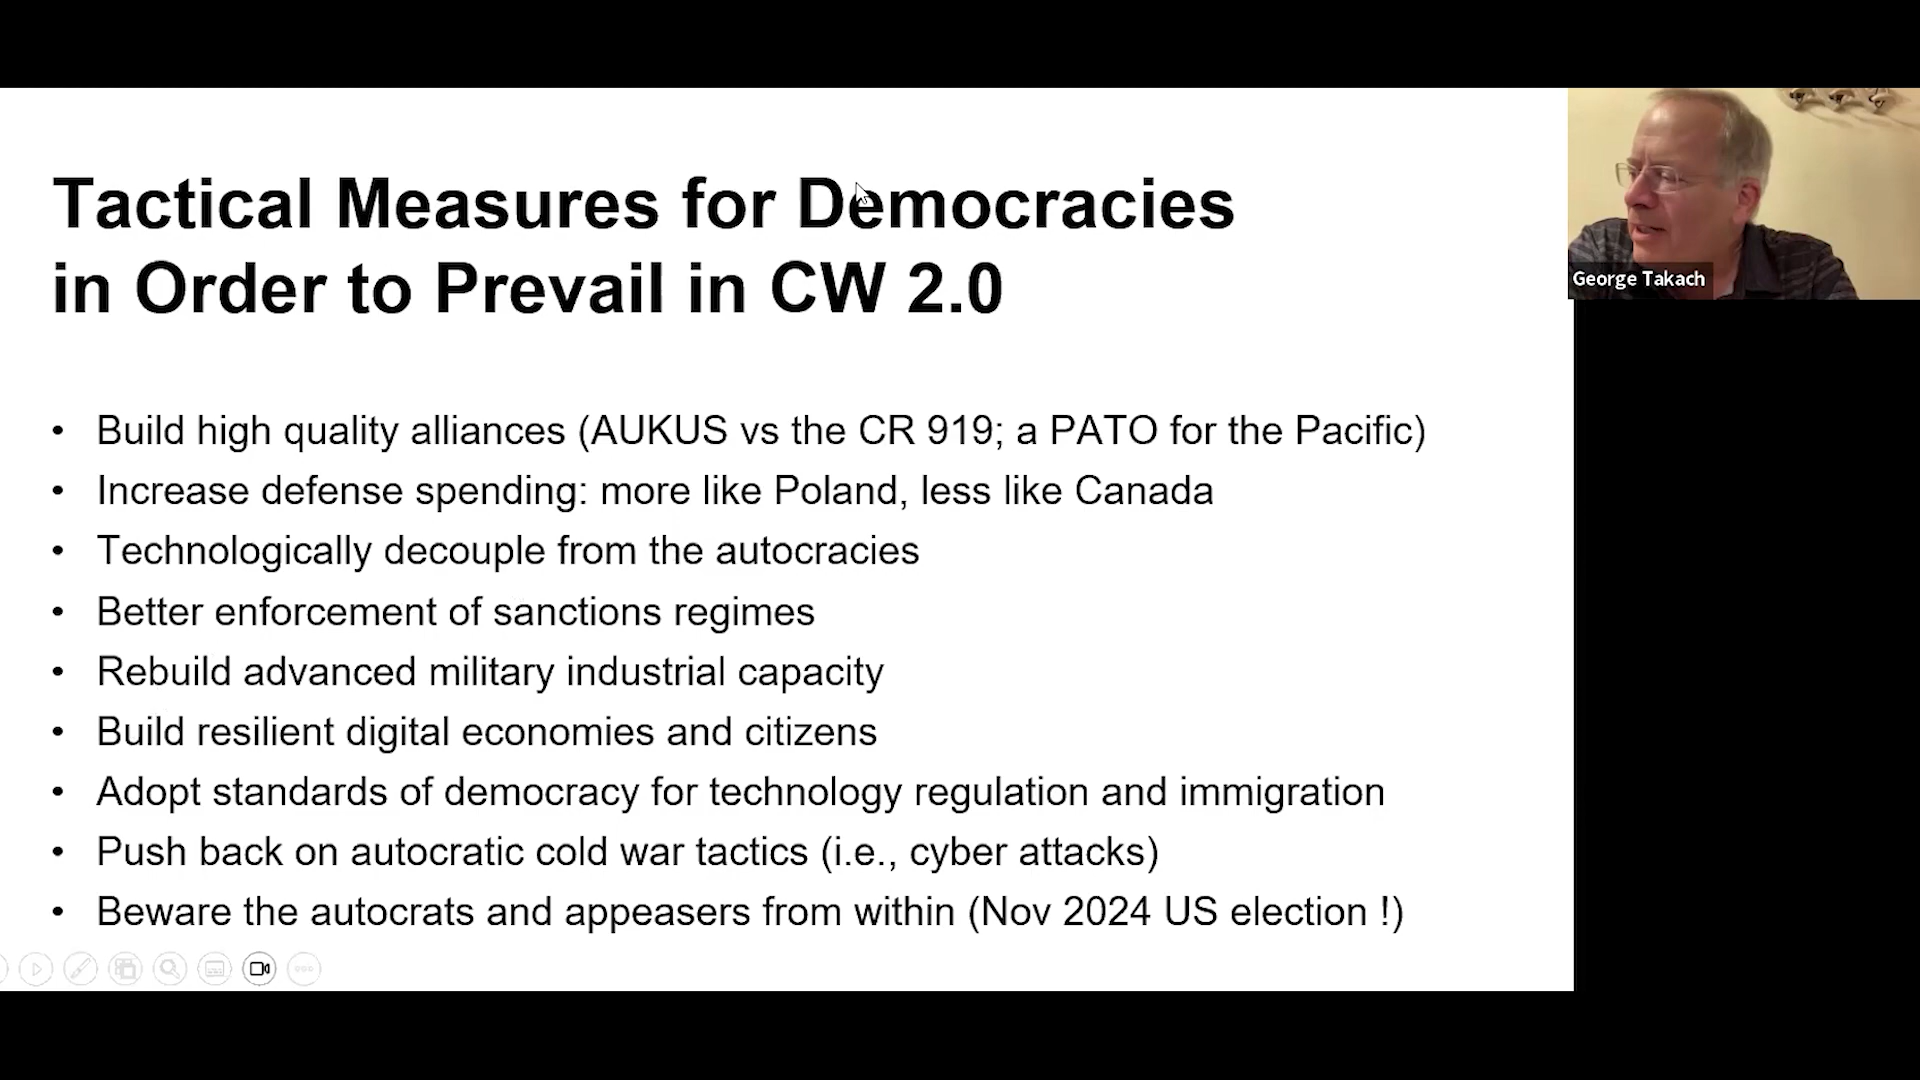 Tactical Measures for Democracies
in Order to Prevail in CW 2.0
• Build high quality alliances (AUKUS vs the CR 919; a PATO for the Pacific)
• Increase defense spending: more like Poland, less like Canada
• Technologically decouple from the autocracies
• Better enforcement of sanctions regimes
• Rebuild advanced military industrial capacity
• Build resilient digital economies and citizens
• Adopt standards of democracy for technology regulation and immigration
• Push back on autocratic cold war tactics (i.e., cyber attacks)
• Beware the autocrats and appeasers from within (Nov 2024 US election !)
George Takach